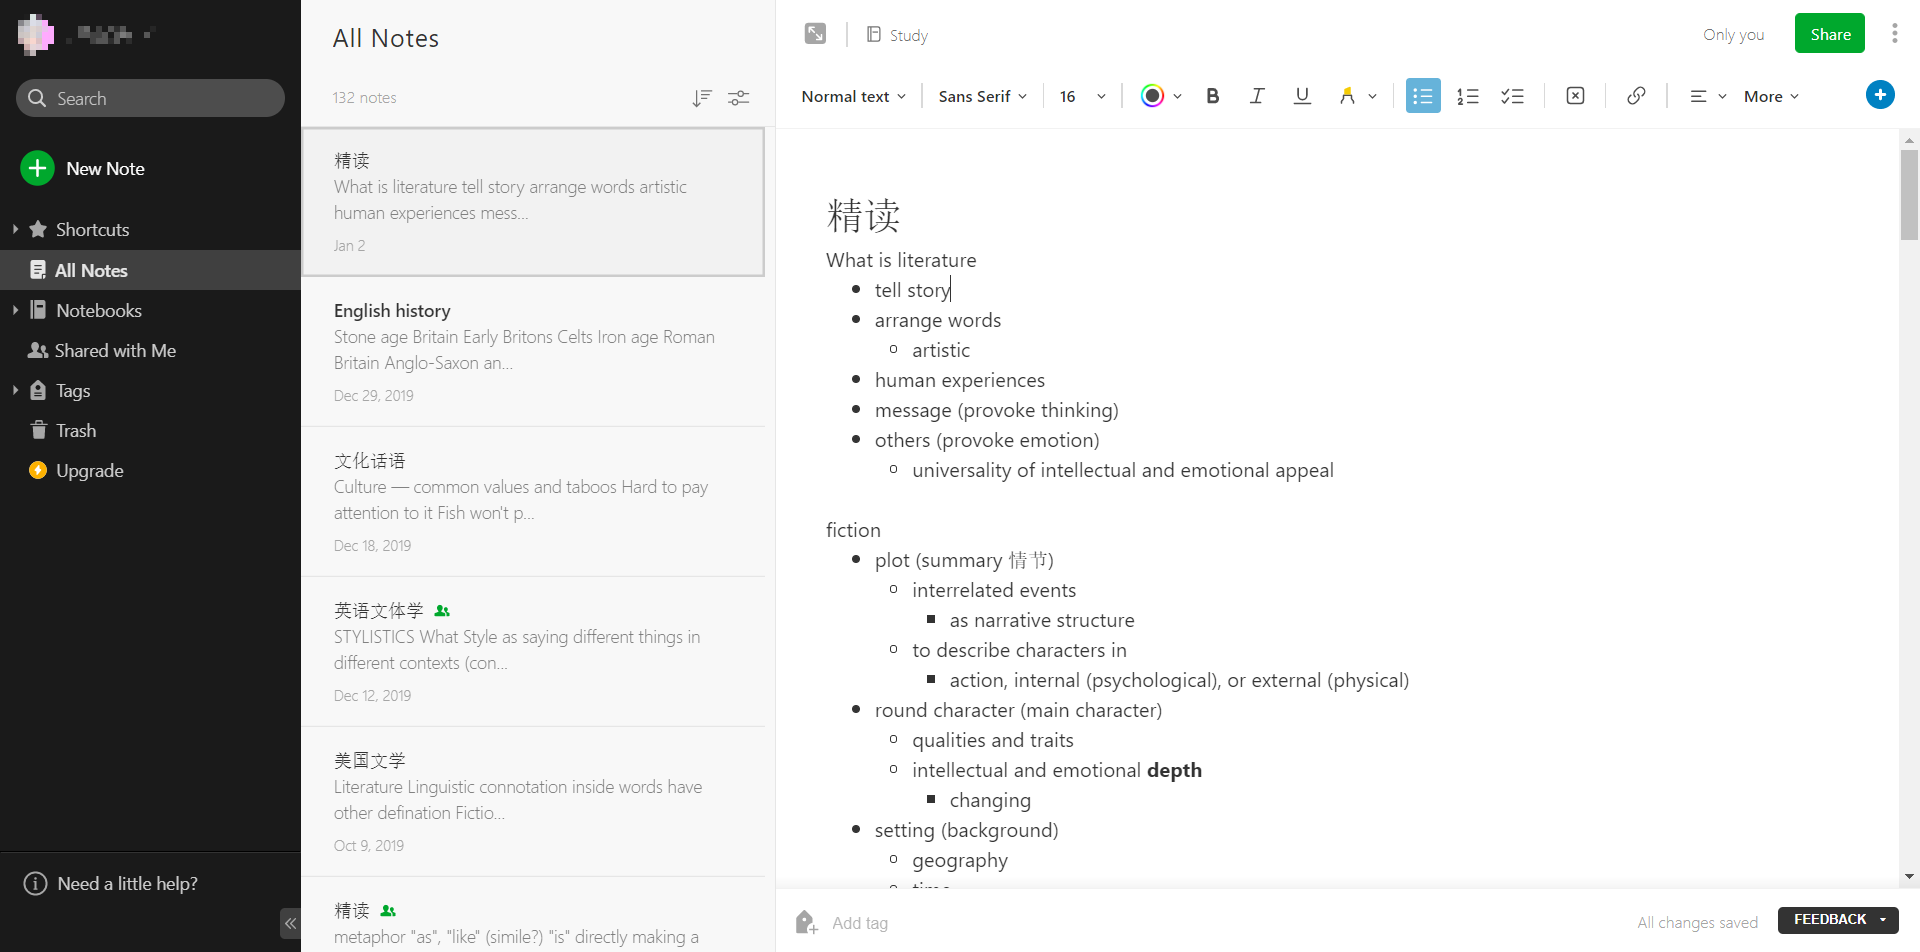 Search
New Note
Shortcuts
All Notes
Notebooks
Shared with Me
Tags
Trash
Upgrade
Need a little help?
All Notes
132 notes
精读
What is literature tell story arrange words artistic
human experiences mess...
Jan 2
English history
Stone age Britain Early Britons Celts Iron age Roman
Britain Anglo-Saxon an...
Dec 29, 2019
文化话语
Culture — common values and taboos Hard to pay
attention to it Fish won't p...
Dec 18, 2019
英语文体学
STYLISTICS What Style as saying different things in
different contexts (con...
Dec 12, 2019
美国文学
Literature Linguistic connotation inside words have
other defination Fictio...
Oct 9, 2019
精读
metaphor "as", "like" (simile?) "is" directly making a
Study
Only you
Share
Normal text
Sans Serif
16
More
精读
What is literature
tell story
arrange words
artistic
human experiences
message (provoke thinking)
others (provoke emotion)
universality of intellectual and emotional appeal
fiction
plot (summary 情节)
interrelated events
as narrative structure
to describe characters in
action, internal (psychological), or external (physical)
round character (main character)
qualities and traits
intellectual and emotional depth
changing
setting (background)
geography
time
Add tag
All changes saved
FEEDBACK